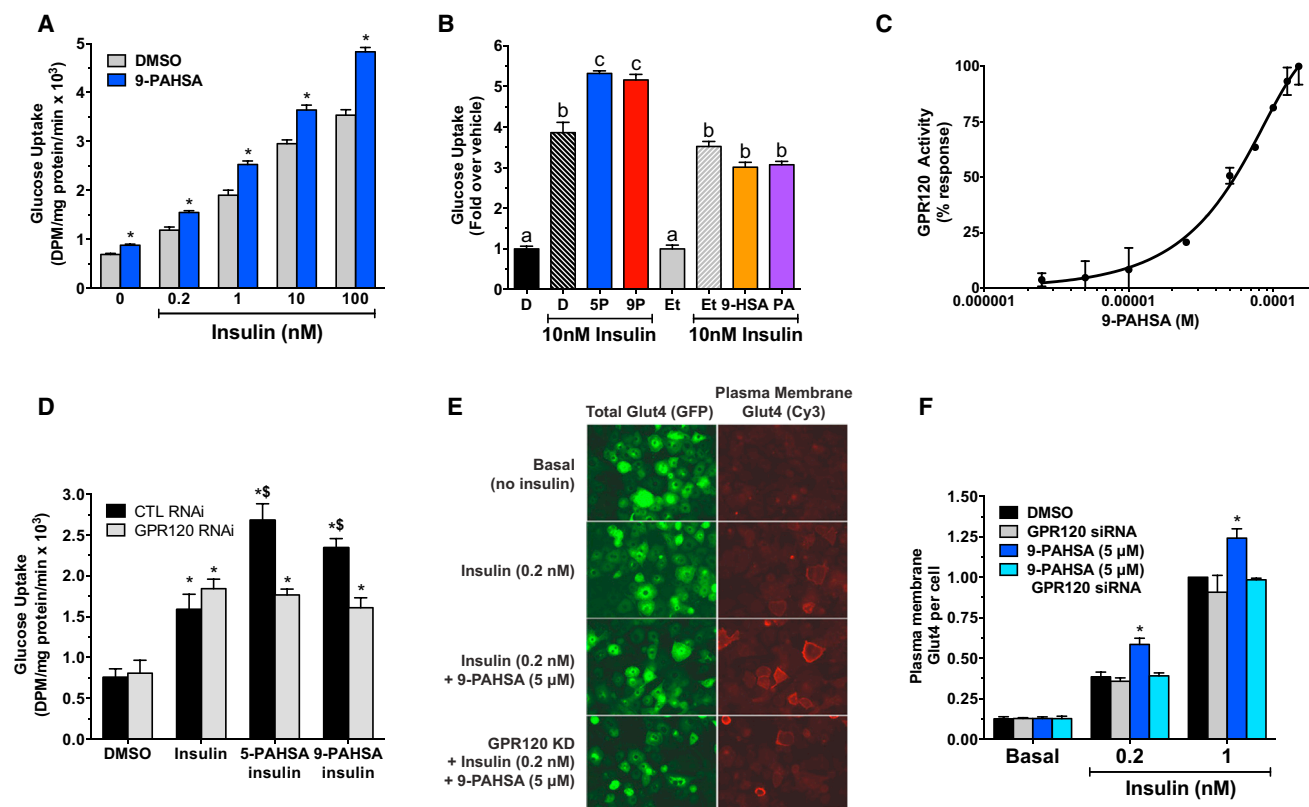 A
Glucose Uptake
(DPM/mg protein/min x 10³)
5
4
3
2
1
0
DMSO
9-PAHSA
*
*
*
*
*
0 0.2 1 10 100
Insulin (nM)
B
Glucose Uptake
(Fold over vehicle)
6
5
4
3
2
1
0
a b c c a b b b
D D 5P 9P Et Et 9-HSA PA
10nM Insulin 10nM Insulin
C
GPR120 Activity
(% response)
100
75
50
25
0
0.000001 0.00001 0.0001
9-PAHSA (M)
D
Glucose Uptake
(DPM/mg protein/min x 10³)
3.0
2.5
2.0
1.5
1.0
0.5
0.0
CTL RNAi
GPR120 RNAi
* * *$ * *$ *
DMSO Insulin 5-PAHSA insulin 9-PAHSA insulin
E
Total Glut4 (GFP)
Plasma Membrane
Glut4 (Cy3)
Basal
(no insulin)
Insulin (0.2 nM)
Insulin (0.2 nM)
+ 9-PAHSA (5 µM)
GPR120 KD
+ Insulin (0.2 nM)
+ 9-PAHSA (5 µM)
F
Plasma membrane
Glut4 per cell
1.50
1.25
1.00
0.75
0.50
0.25
0.00
DMSO
GPR120 siRNA
9-PAHSA (5 µM)
9-PAHSA (5 µM)
GPR120 siRNA
* *
Basal 0.2 1
Insulin (nM)